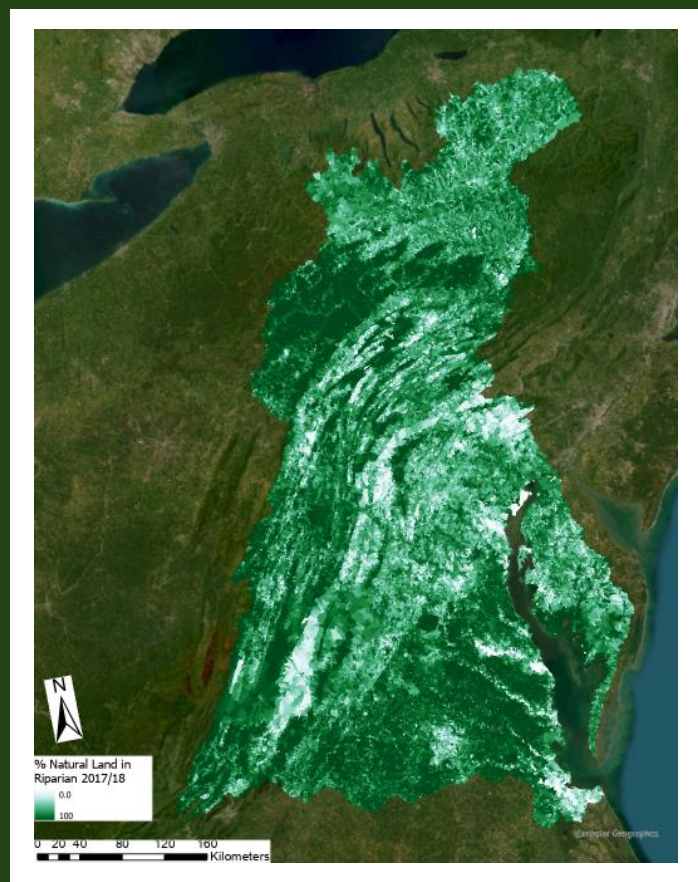 N
% Natural Land in
Riparian 2017/18
0.0
100
Earthstar Geographics
0 20 40 80 120 160
Kilometers